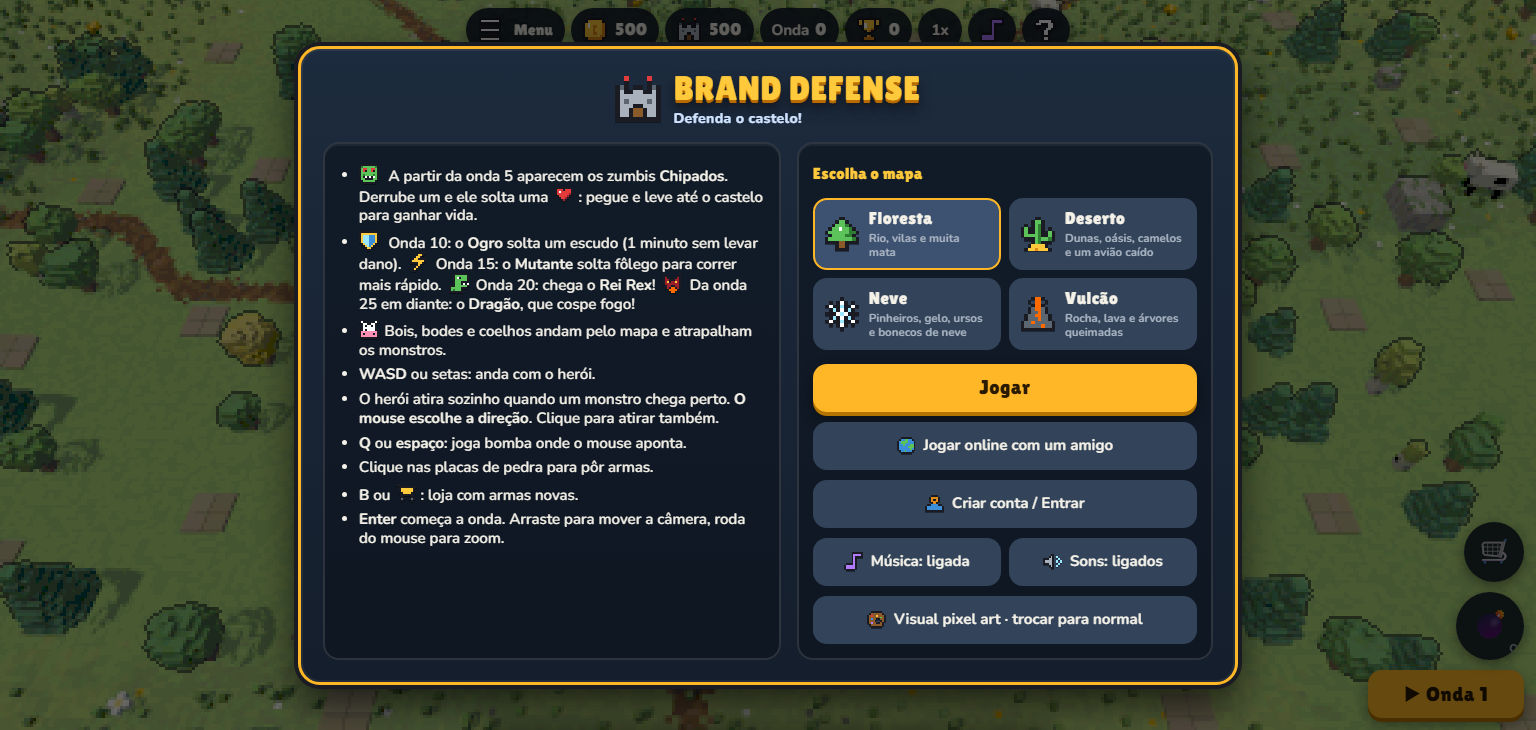 Menu
500
500
Onda 0
0
1x
?
BRAND DEFENSE
Defenda o castelo!
A partir da onda 5 aparecem os zumbis Chipados.
Derrube um e ele solta uma : pegue e leve até o castelo
para ganhar vida.
Onda 10: o Ogro solta um escudo (1 minuto sem levar
dano). Onda 15: o Mutante solta fôlego para correr
mais rápido. Onda 20: chega o Rei Rex! Da onda
25 em diante: o Dragão, que cospe fogo!
Bois, bodes e coelhos andam pelo mapa e atrapalham
os monstros.
WASD ou setas: anda com o herói.
O herói atira sozinho quando um monstro chega perto. O
mouse escolhe a direção. Clique para atirar também.
Q ou espaço: joga bomba onde o mouse aponta.
Clique nas placas de pedra para pôr armas.
B ou : loja com armas novas.
Enter começa a onda. Arraste para mover a câmera, roda
do mouse para zoom.
Escolha o mapa
Floresta
Rio, vilas e muita
mata
Deserto
Dunas, oásis, camelos
e um avião caído
Neve
Pinheiros, gelo, ursos
e bonecos de neve
Vulcão
Rocha, lava e árvores
queimadas
Jogar
Jogar online com um amigo
Criar conta / Entrar
Música: ligada
Sons: ligados
Visual pixel art · trocar para normal
▶ Onda 1